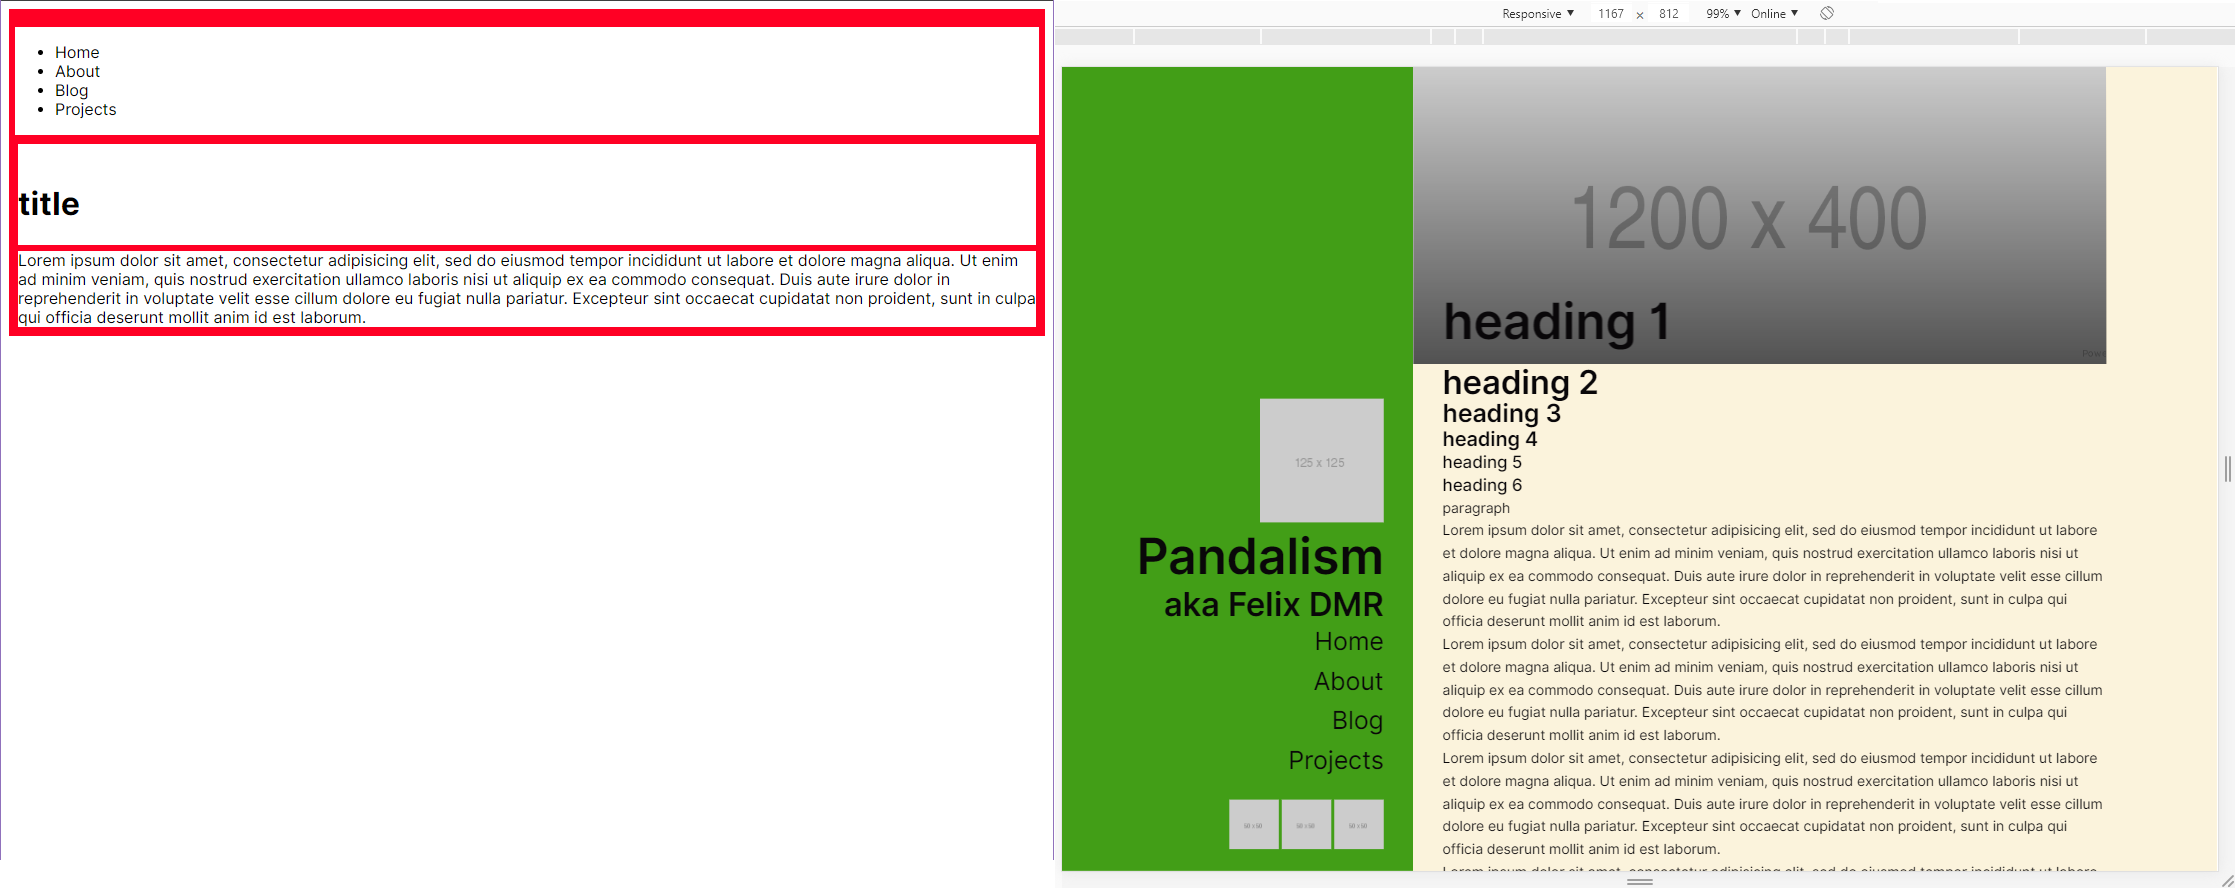 Home
About
Blog
Projects
title
Lorem ipsum dolor sit amet, consectetur adipisicing elit, sed do eiusmod tempor incididunt ut labore et dolore magna aliqua. Ut enim
ad minim veniam, quis nostrud exercitation ullamco laboris nisi ut aliquip ex ea commodo consequat. Duis aute irure dolor in
reprehenderit in voluptate velit esse cillum dolore eu fugiat nulla pariatur. Excepteur sint occaecat cupidatat non proident, sunt in culpa
qui officia deserunt mollit anim id est laborum.
Responsive ▼ 1167 x 812 99% ▼ Online ▼
1200 x 400
heading 1
Pow
heading 2
heading 3
heading 4
heading 5
heading 6
paragraph
Lorem ipsum dolor sit amet, consectetur adipisicing elit, sed do eiusmod tempor incididunt ut labore
et dolore magna aliqua. Ut enim ad minim veniam, quis nostrud exercitation ullamco laboris nisi ut
aliquip ex ea commodo consequat. Duis aute irure dolor in reprehenderit in voluptate velit esse cillum
dolore eu fugiat nulla pariatur. Excepteur sint occaecat cupidatat non proident, sunt in culpa qui
officia deserunt mollit anim id est laborum.
Lorem ipsum dolor sit amet, consectetur adipisicing elit, sed do eiusmod tempor incididunt ut labore
et dolore magna aliqua. Ut enim ad minim veniam, quis nostrud exercitation ullamco laboris nisi ut
aliquip ex ea commodo consequat. Duis aute irure dolor in reprehenderit in voluptate velit esse cillum
dolore eu fugiat nulla pariatur. Excepteur sint occaecat cupidatat non proident, sunt in culpa qui
officia deserunt mollit anim id est laborum.
Lorem ipsum dolor sit amet, consectetur adipisicing elit, sed do eiusmod tempor incididunt ut labore
et dolore magna aliqua. Ut enim ad minim veniam, quis nostrud exercitation ullamco laboris nisi ut
aliquip ex ea commodo consequat. Duis aute irure dolor in reprehenderit in voluptate velit esse cillum
dolore eu fugiat nulla pariatur. Excepteur sint occaecat cupidatat non proident, sunt in culpa qui
officia deserunt mollit anim id est laborum.
125 x 125
Pandalism
aka Felix DMR
Home
About
Blog
Projects
50 x 50 50 x 50 50 x 50